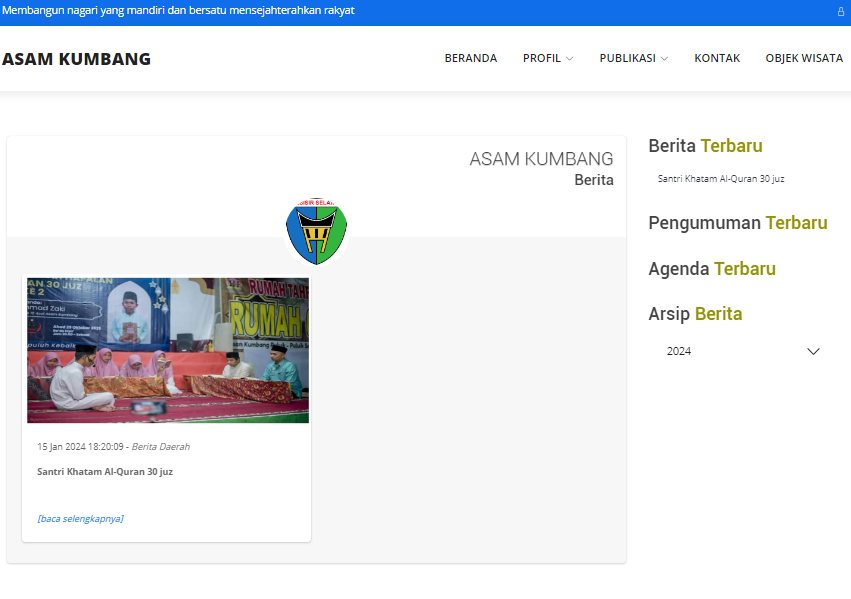 Membangun nagari yang mandiri dan bersatu mensejahterahkan rakyat
ASAM KUMBANG
BERANDA PROFIL PUBLIKASI KONTAK OBJEK WISATA
ASAM KUMBANG
Berita
RUMAH TAHF
RUMAH
15 Jan 2024 18:20:09 - Berita Daerah
Santri Khatam Al-Quran 30 juz
[baca selengkapnya]
Berita Terbaru
Santri Khatam Al-Quran 30 juz
Pengumuman Terbaru
Agenda Terbaru
Arsip Berita
2024